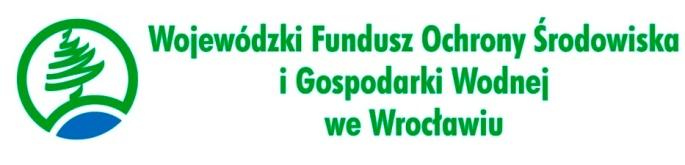 Wojewódzki Fundusz Ochrony Środowiska
i Gospodarki Wodnej
we Wrocławiu